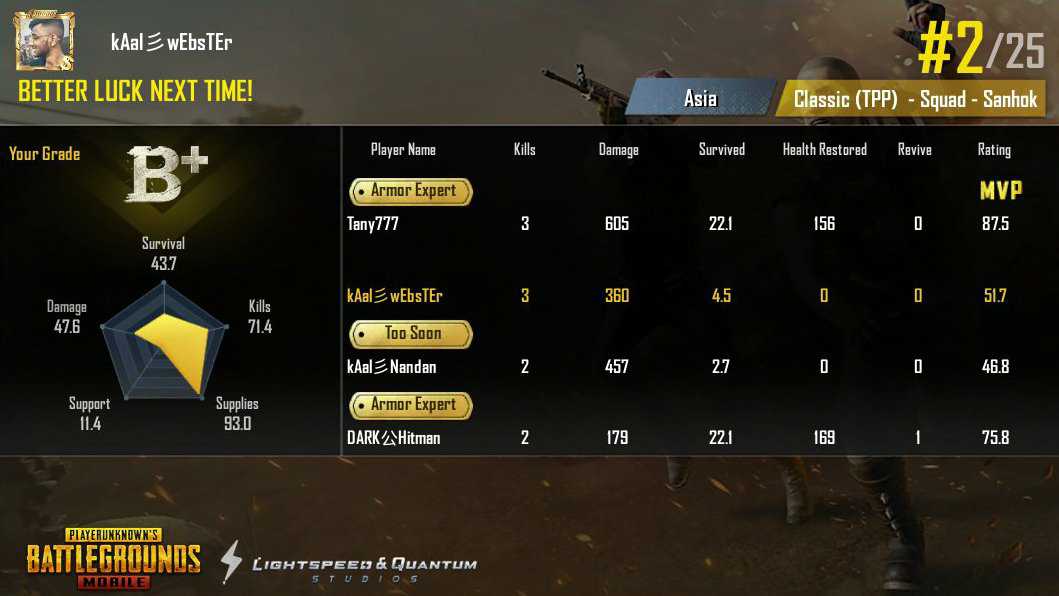 kAal彡wEbsTEr
BETTER LUCK NEXT TIME!
#2/25
Asia
Classic (TPP) - Squad - Sanhok
Your Grade
B+
Survival
43.7
Damage
47.6
Kills
71.4
Support
11.4
Supplies
93.0
Player Name Kills Damage Survived Health Restored Revive Rating
Armor Expert MVP
Tany777 3 605 22.1 156 0 87.5
kAal彡wEbsTEr 3 360 4.5 0 0 51.7
Too Soon
kAal彡Nandan 2 457 2.7 0 0 46.8
Armor Expert
DARK公Hitman 2 179 22.1 169 1 75.8
PLAYERUNKNOWN'S
BATTLEGROUNDS
MOBILE
LIGHTSPEED & QUANTUM
STUDIOS